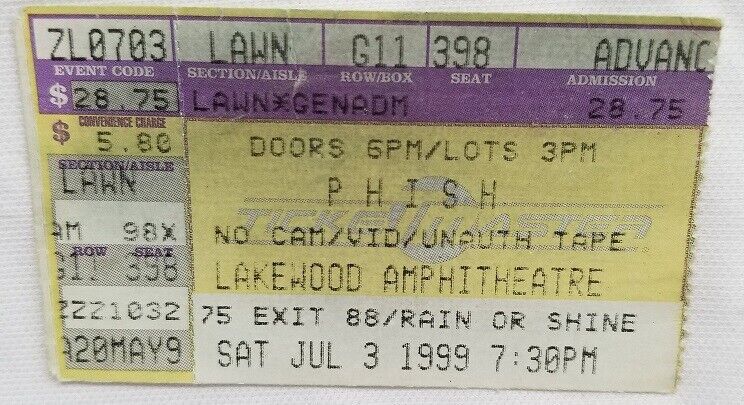 ZL0703 LAWN G11 398 ADVANC
EVENT CODE SECTION/AISLE ROW/BOX SEAT ADMISSION
$ 28.75 LAWN*GENADM 28.75
CONVENIENCE CHARGE
$ 5.80 DOORS 6PM/LOTS 3PM
SECTION/AISLE
LAWN P H I S H
TICKETMASTER
AM 98X NO CAM/VID/UNAUTH TAPE
ROW SEAT
G11 398 LAKEWOOD AMPHITHEATRE
ZZZ1032 75 EXIT 88/RAIN OR SHINE
A20MAY9 SAT JUL 3 1999 7:30PM